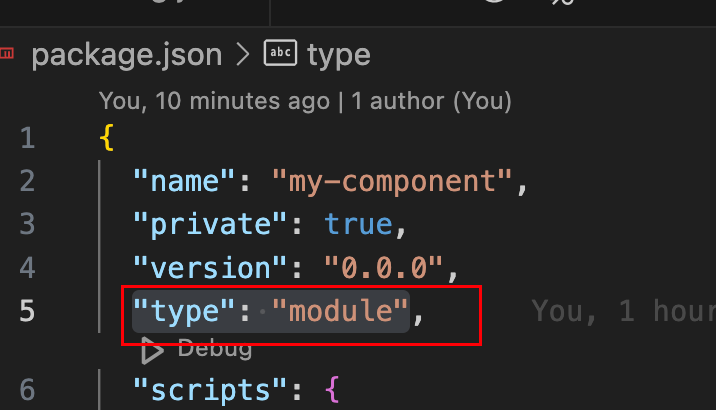 package.json > abc type
You, 10 minutes ago | 1 author (You)
1 {
2 "name": "my-component",
3 "private": true,
4 "version": "0.0.0",
5 "type": "module", You, 1 hour
Debug
6 "scripts": {